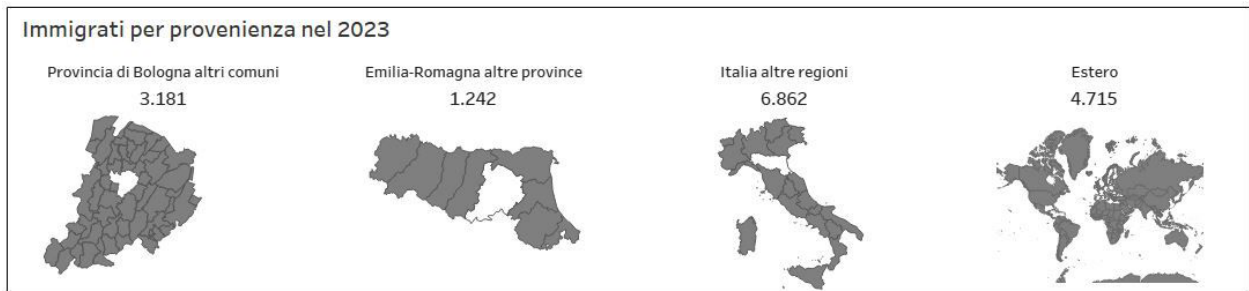 Immigrati per provenienza nel 2023
Provincia di Bologna altri comuni
3.181
Emilia-Romagna altre province
1.242
Italia altre regioni
6.862
Estero
4.715